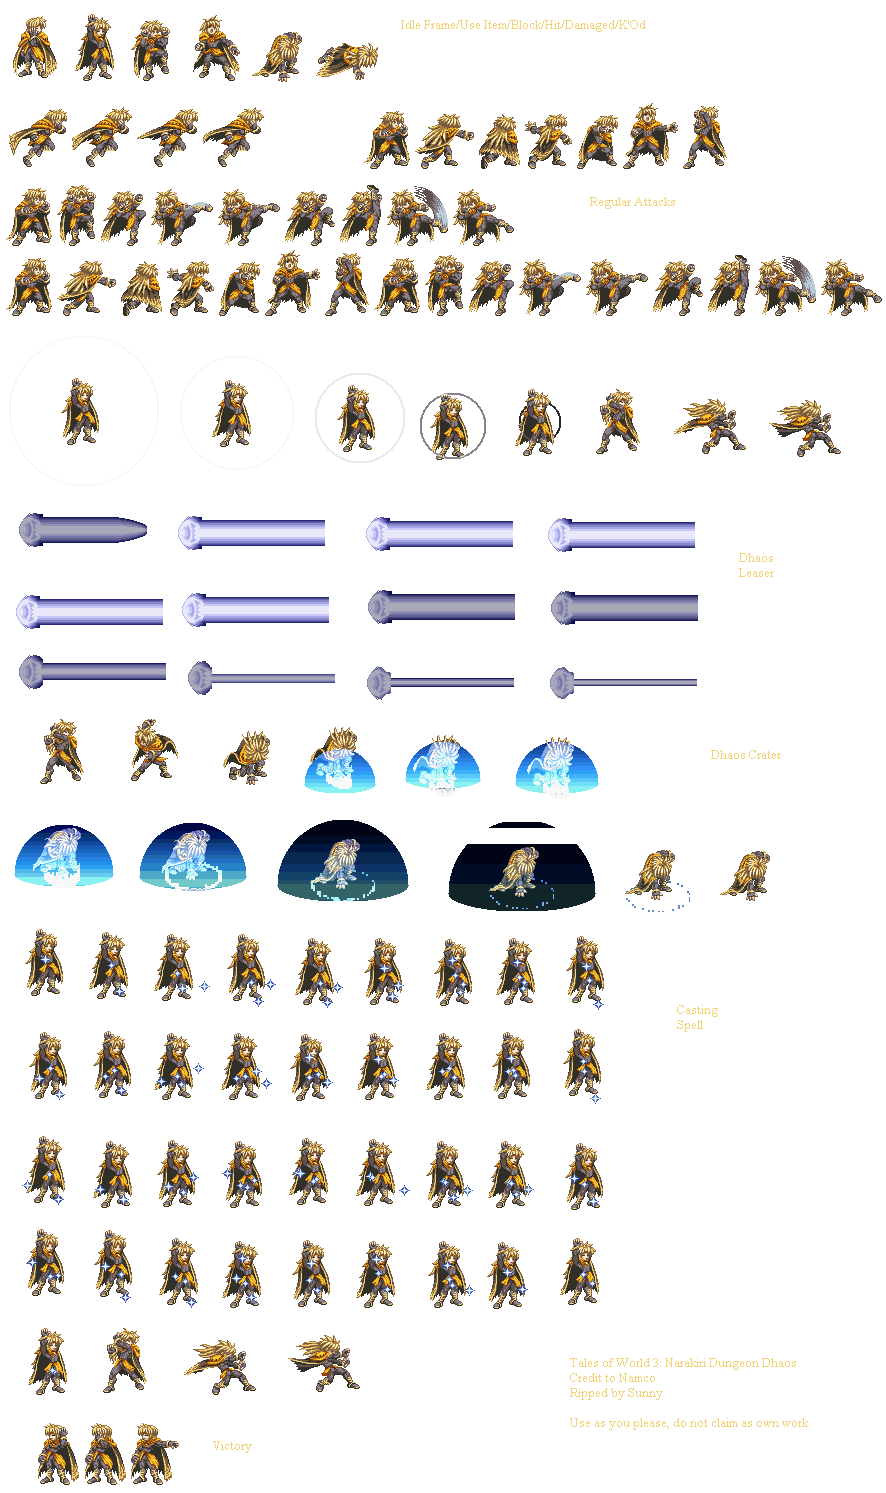 Idle Frame/Use Item/Block/Hit/Damaged/K'Od
Regular Attacks
Dhaos
Leaser
Dhaos Crater
Casting
Spell
Tales of World 3: Narakiri Dungeon Dhaos
Credit to Namco
Ripped by Sunny
Use as you please, do not claim as own work.
Victory